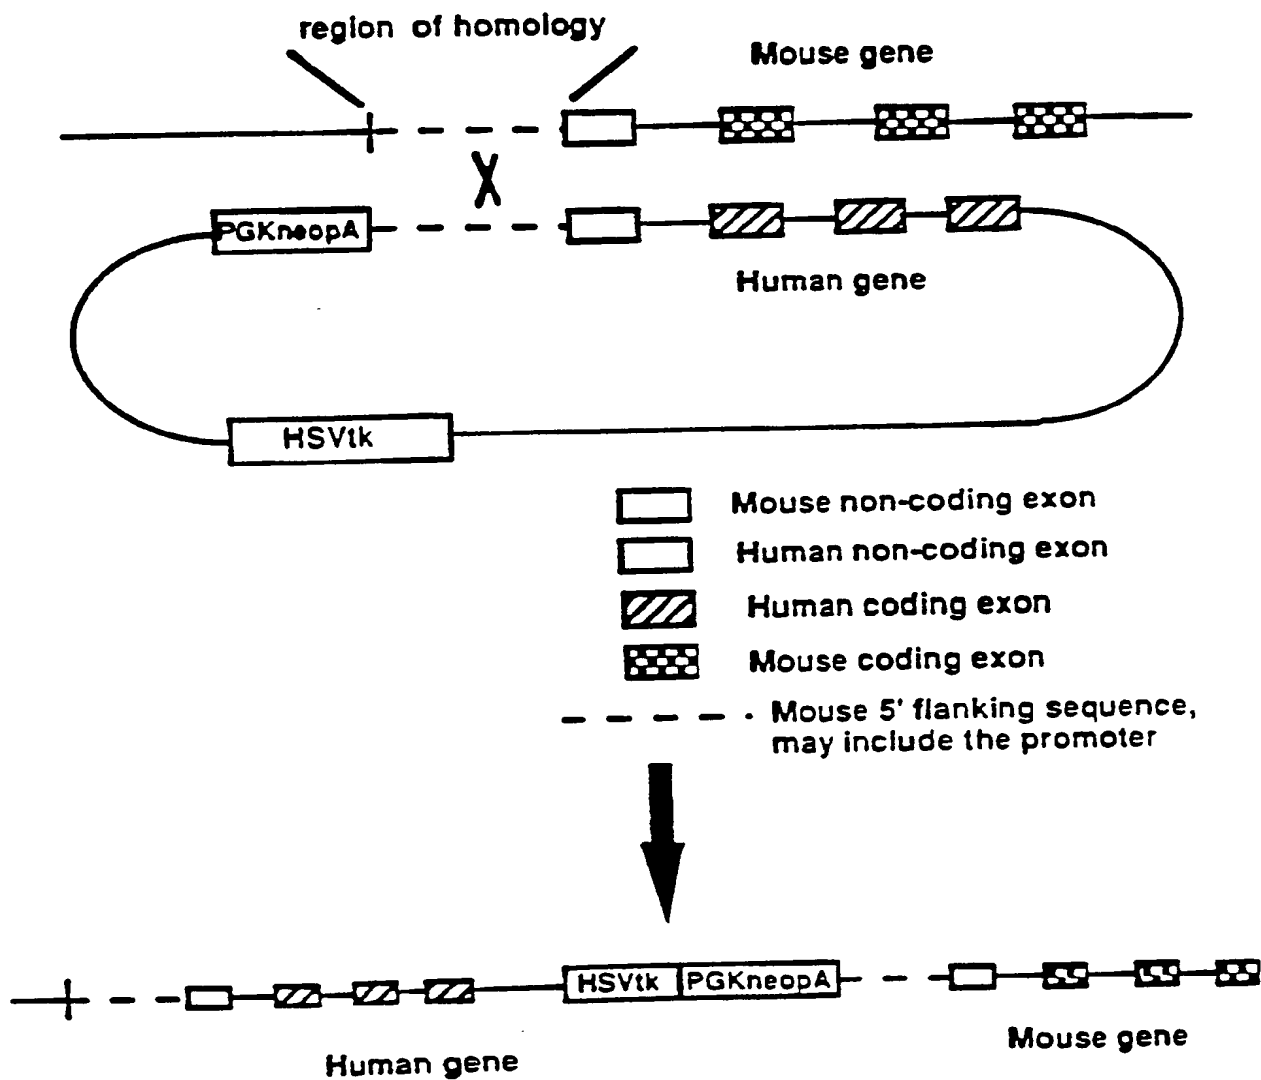 region of homology
Mouse gene
PGKneopA
Human gene
HSVtk
Mouse non-coding exon
Human non-coding exon
Human coding exon
Mouse coding exon
Mouse 5' flanking sequence,
may include the promoter
HSVtk PGKneopA
Human gene
Mouse gene